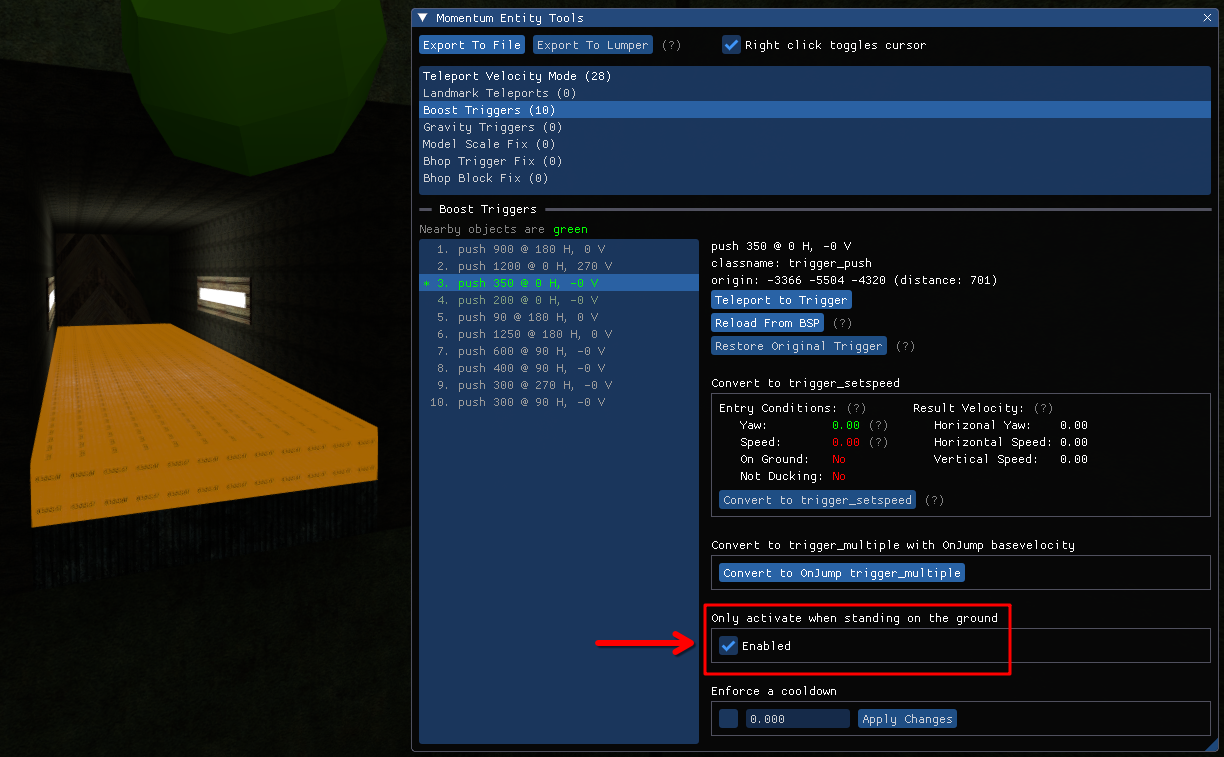 Momentum Entity Tools
Export To File Export To Lumper (?) Right click toggles cursor
Teleport Velocity Mode (28)
Landmark Teleports (0)
Boost Triggers (10)
Gravity Triggers (0)
Model Scale Fix (0)
Bhop Trigger Fix (0)
Bhop Block Fix (0)
Boost Triggers
Nearby objects are green
1. push 900 @ 180 H, 0 V
2. push 1200 @ 0 H, 270 V
* 3. push 350 @ 0 H, -0 V
4. push 200 @ 0 H, -0 V
5. push 90 @ 180 H, 0 V
6. push 1250 @ 180 H, 0 V
7. push 600 @ 90 H, -0 V
8. push 400 @ 90 H, -0 V
9. push 300 @ 270 H, -0 V
10. push 300 @ 90 H, -0 V
push 350 @ 0 H, -0 V
classname: trigger_push
origin: -3366 -5504 -4320 (distance: 701)
Teleport to Trigger
Reload From BSP (?)
Restore Original Trigger (?)
Convert to trigger_setspeed
Entry Conditions: (?) Result Velocity: (?)
Yaw: 0.00 (?) Horizonal Yaw: 0.00
Speed: 0.00 (?) Horizontal Speed: 0.00
On Ground: No Vertical Speed: 0.00
Not Ducking: No
Convert to trigger_setspeed (?)
Convert to trigger_multiple with OnJump basevelocity
Convert to OnJump trigger_multiple
Only activate when standing on the ground
Enabled
Enforce a cooldown
0.000 Apply Changes